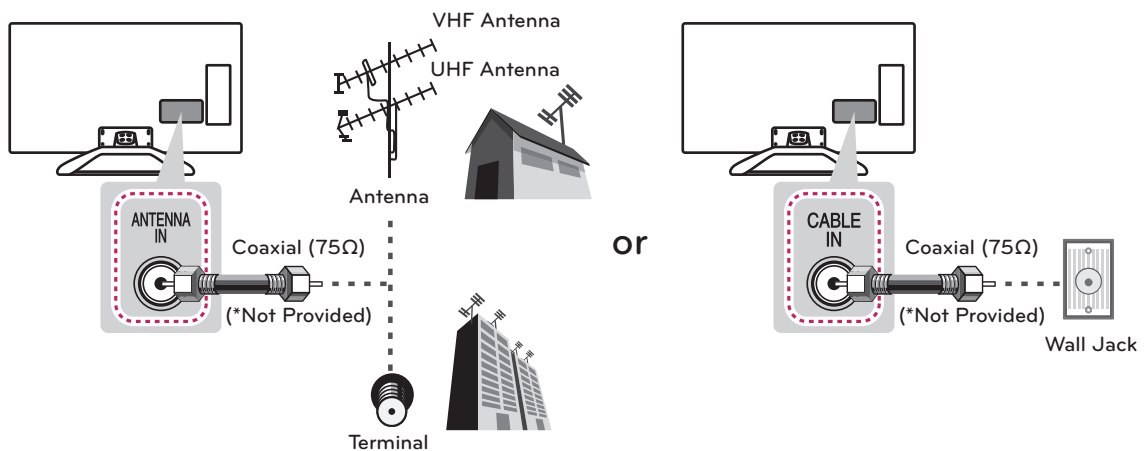 VHF Antenna
UHF Antenna
Antenna
ANTENNA
IN
Coaxial (75Ω)
(*Not Provided)
Terminal
or
CABLE
IN
Coaxial (75Ω)
(*Not Provided)
Wall Jack